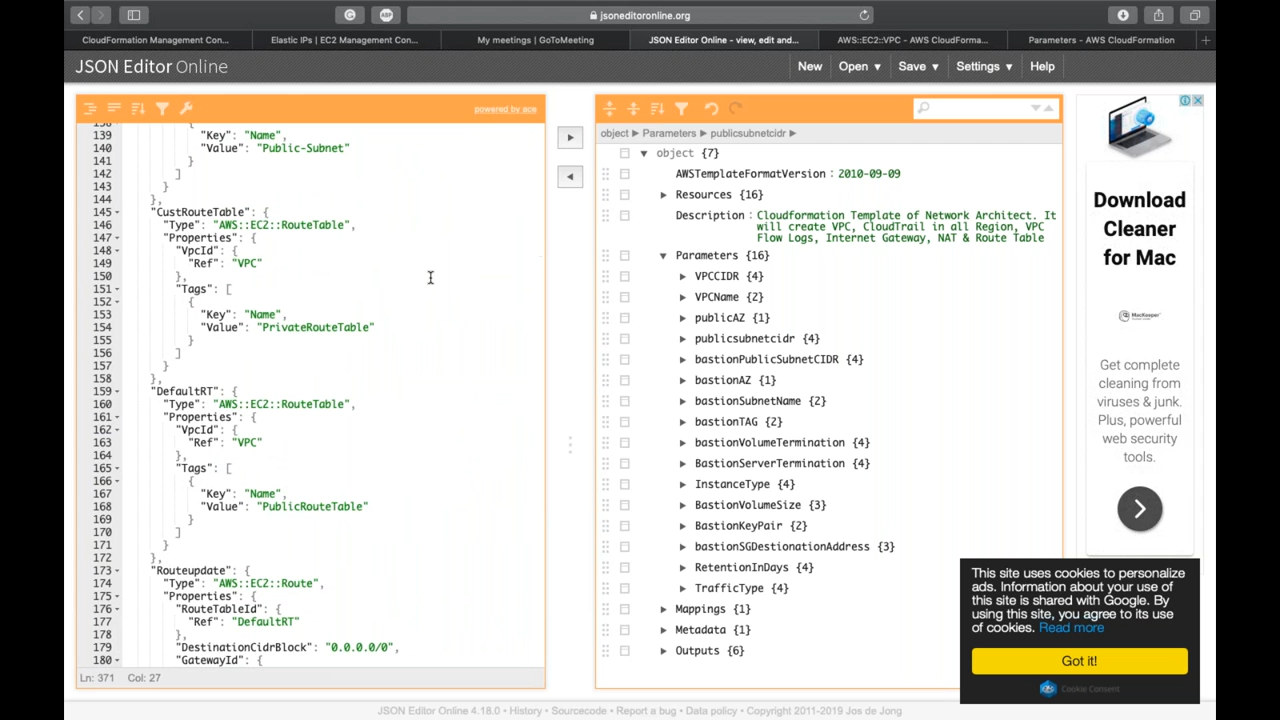 jsoneditoronline.org
CloudFormation Management Con...
Elastic IPs | EC2 Management Con...
My meetings | GoToMeeting
JSON Editor Online - view, edit and...
AWS::EC2::VPC - AWS CloudForma...
Parameters - AWS CloudFormation
JSON Editor Online
New Open ▾ Save ▾ Settings ▾ Help
powered by ace
138 {
139 "Key": "Name",
140 "Value": "Public-Subnet"
141 }
142 ]
143 }
144 },
145 "CustRouteTable": {
146 "Type": "AWS::EC2::RouteTable",
147 "Properties": {
148 "VpcId": {
149 "Ref": "VPC"
150 },
151 "Tags": [
152 {
153 "Key": "Name",
154 "Value": "PrivateRouteTable"
155 }
156 ]
157 }
158 },
159 "DefaultRT": {
160 "Type": "AWS::EC2::RouteTable",
161 "Properties": {
162 "VpcId": {
163 "Ref": "VPC"
164 },
165 "Tags": [
166 {
167 "Key": "Name",
168 "Value": "PublicRouteTable"
169 }
170 ]
171 }
172 },
173 "Routeupdate": {
174 "Type": "AWS::EC2::Route",
175 "Properties": {
176 "RouteTableId": {
177 "Ref": "DefaultRT"
178 },
179 "DestinationCidrBlock": "0.0.0.0/0",
180 "GatewayId": {
Ln: 371 Col: 27
object ▶ Parameters ▶ publicsubnetcidr ▶
object {7}
AWSTemplateFormatVersion : 2010-09-09
Resources {16}
Description : Cloudformation Template of Network Architect. It
will create VPC, CloudTrail in all Region, VPC
Flow Logs, Internet Gateway, NAT & Route Table
Parameters {16}
VPCCIDR {4}
VPCName {2}
publicAZ {1}
publicsubnetcidr {4}
bastionPublicSubnetCIDR {4}
bastionAZ {1}
bastionSubnetName {2}
bastionTAG {2}
bastionVolumeTermination {4}
BastionServerTermination {4}
InstanceType {4}
BastionVolumeSize {3}
BastionKeyPair {2}
bastionSGDestionationAddress {3}
RetentionInDays {4}
TrafficType {4}
Mappings {1}
Metadata {1}
Outputs {6}
Download
Cleaner
for Mac
MacKeeper
Get complete
cleaning from
viruses & junk.
Plus, powerful
web security
tools.
This site uses cookies to personalize
ads. Information about your use of
this site is shared with Google. By
using this site, you agree to its use
of cookies. Read more
Got it!
Cookie Consent
JSON Editor Online 4.18.0 • History • Sourcecode • Report a bug • Data policy • Copyright 2011-2019 Jos de Jong